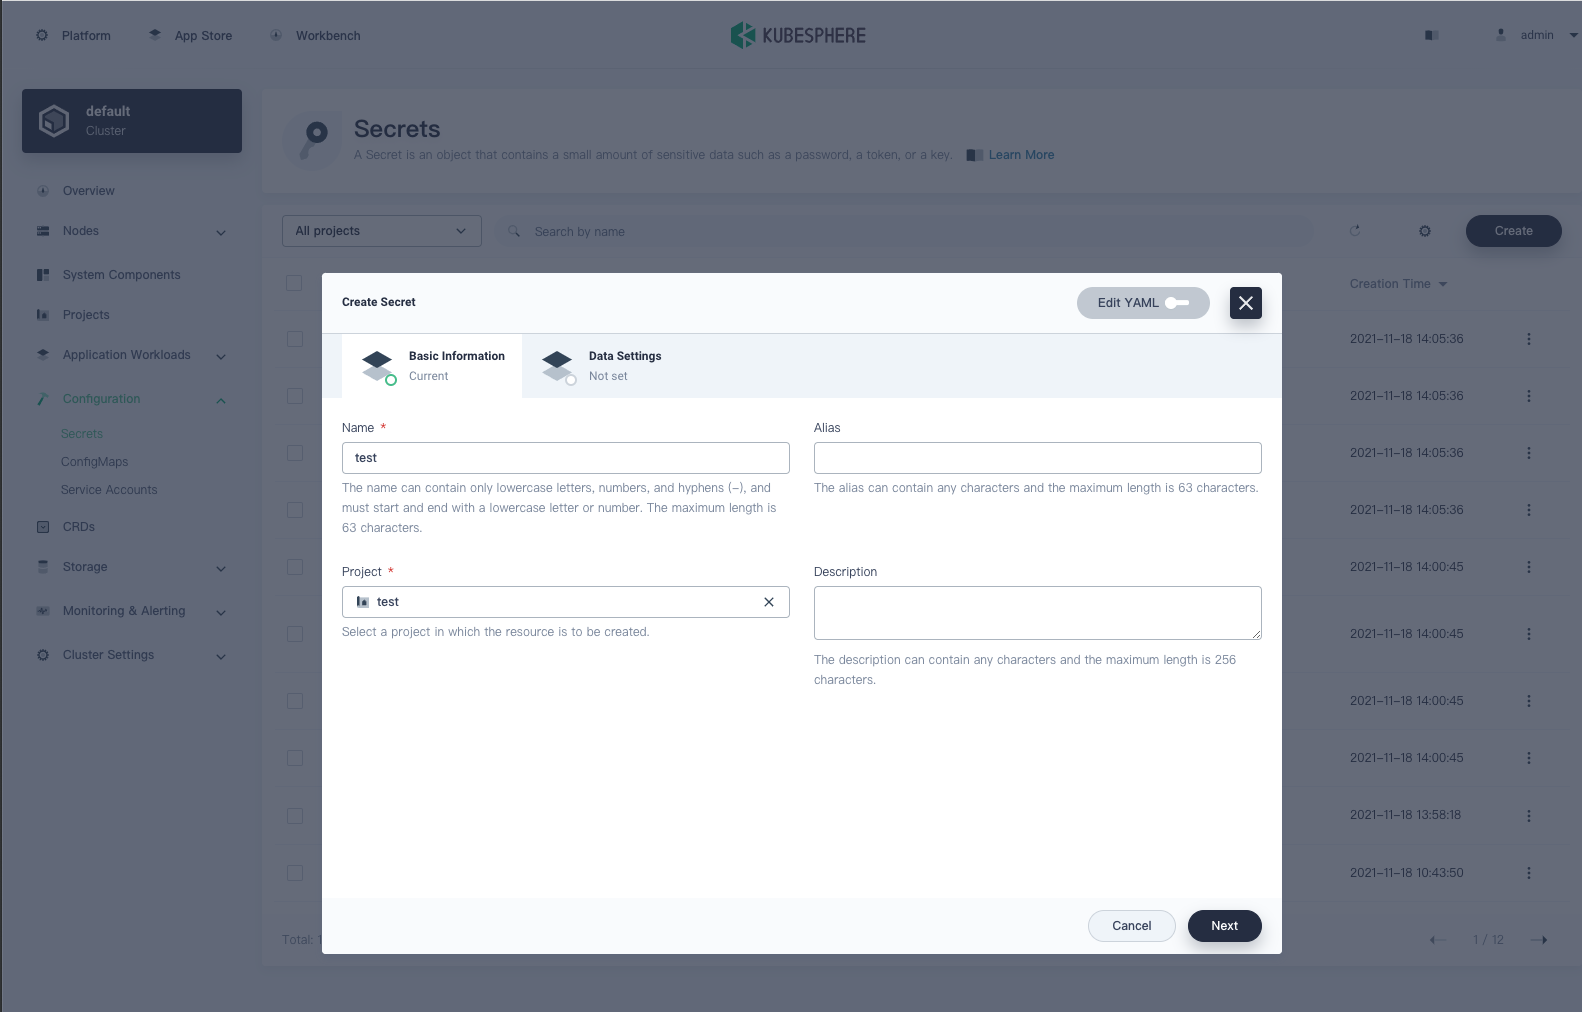 Platform
App Store
Workbench
KUBESPHERE
admin
default
Cluster
Overview
Nodes
System Components
Projects
Application Workloads
Configuration
Secrets
ConfigMaps
Service Accounts
CRDs
Storage
Monitoring & Alerting
Cluster Settings
Secrets
A Secret is an object that contains a small amount of sensitive data such as a password, a token, or a key. Learn More
All projects
Search by name
Create
Creation Time
2021-11-18 14:05:36
2021-11-18 14:05:36
2021-11-18 14:05:36
2021-11-18 14:05:36
2021-11-18 14:00:45
2021-11-18 14:00:45
2021-11-18 14:00:45
2021-11-18 14:00:45
2021-11-18 13:58:18
2021-11-18 10:43:50
Total: 1
1 / 12
Create Secret
Edit YAML
Basic Information
Current
Data Settings
Not set
Name *
test
The name can contain only lowercase letters, numbers, and hyphens (-), and
must start and end with a lowercase letter or number. The maximum length is
63 characters.
Alias
The alias can contain any characters and the maximum length is 63 characters.
Project *
test
Select a project in which the resource is to be created.
Description
The description can contain any characters and the maximum length is 256
characters.
Cancel
Next